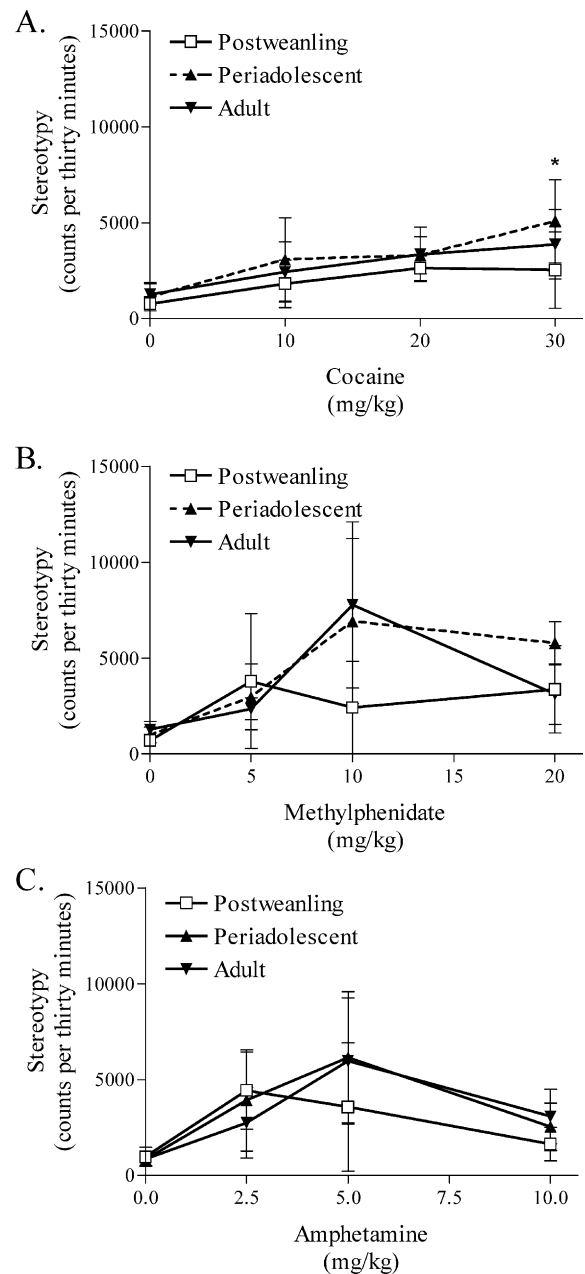 A.
15000
Postweanling
Periadolescent
Adult
10000
5000
0
Stereotypy
(counts per thirty minutes)
*
0 10 20 30
Cocaine
(mg/kg)
B.
15000
Postweanling
Periadolescent
Adult
10000
5000
0
Stereotypy
(counts per thirty minutes)
0 5 10 15 20
Methylphenidate
(mg/kg)
C.
15000
Postweanling
Periadolescent
Adult
10000
5000
0
Stereotypy
(counts per thirty minutes)
0.0 2.5 5.0 7.5 10.0
Amphetamine
(mg/kg)